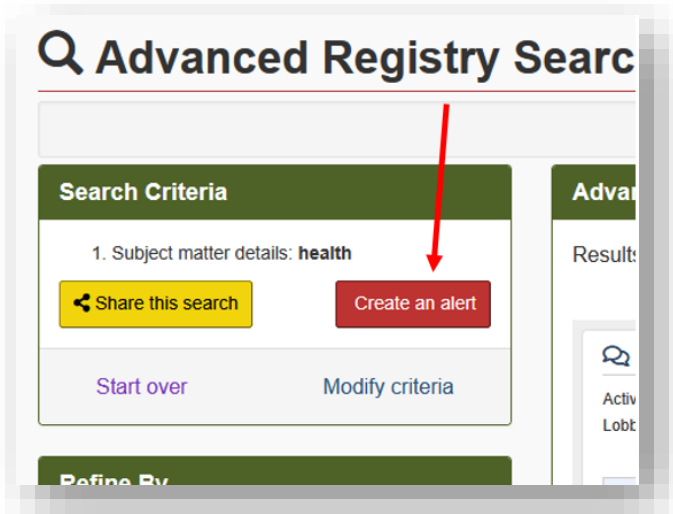 Advanced Registry Searc
Search Criteria
1. Subject matter details: health
Share this search
Create an alert
Start over
Modify criteria
Refine By
Advar
Results
Activ
Lobb